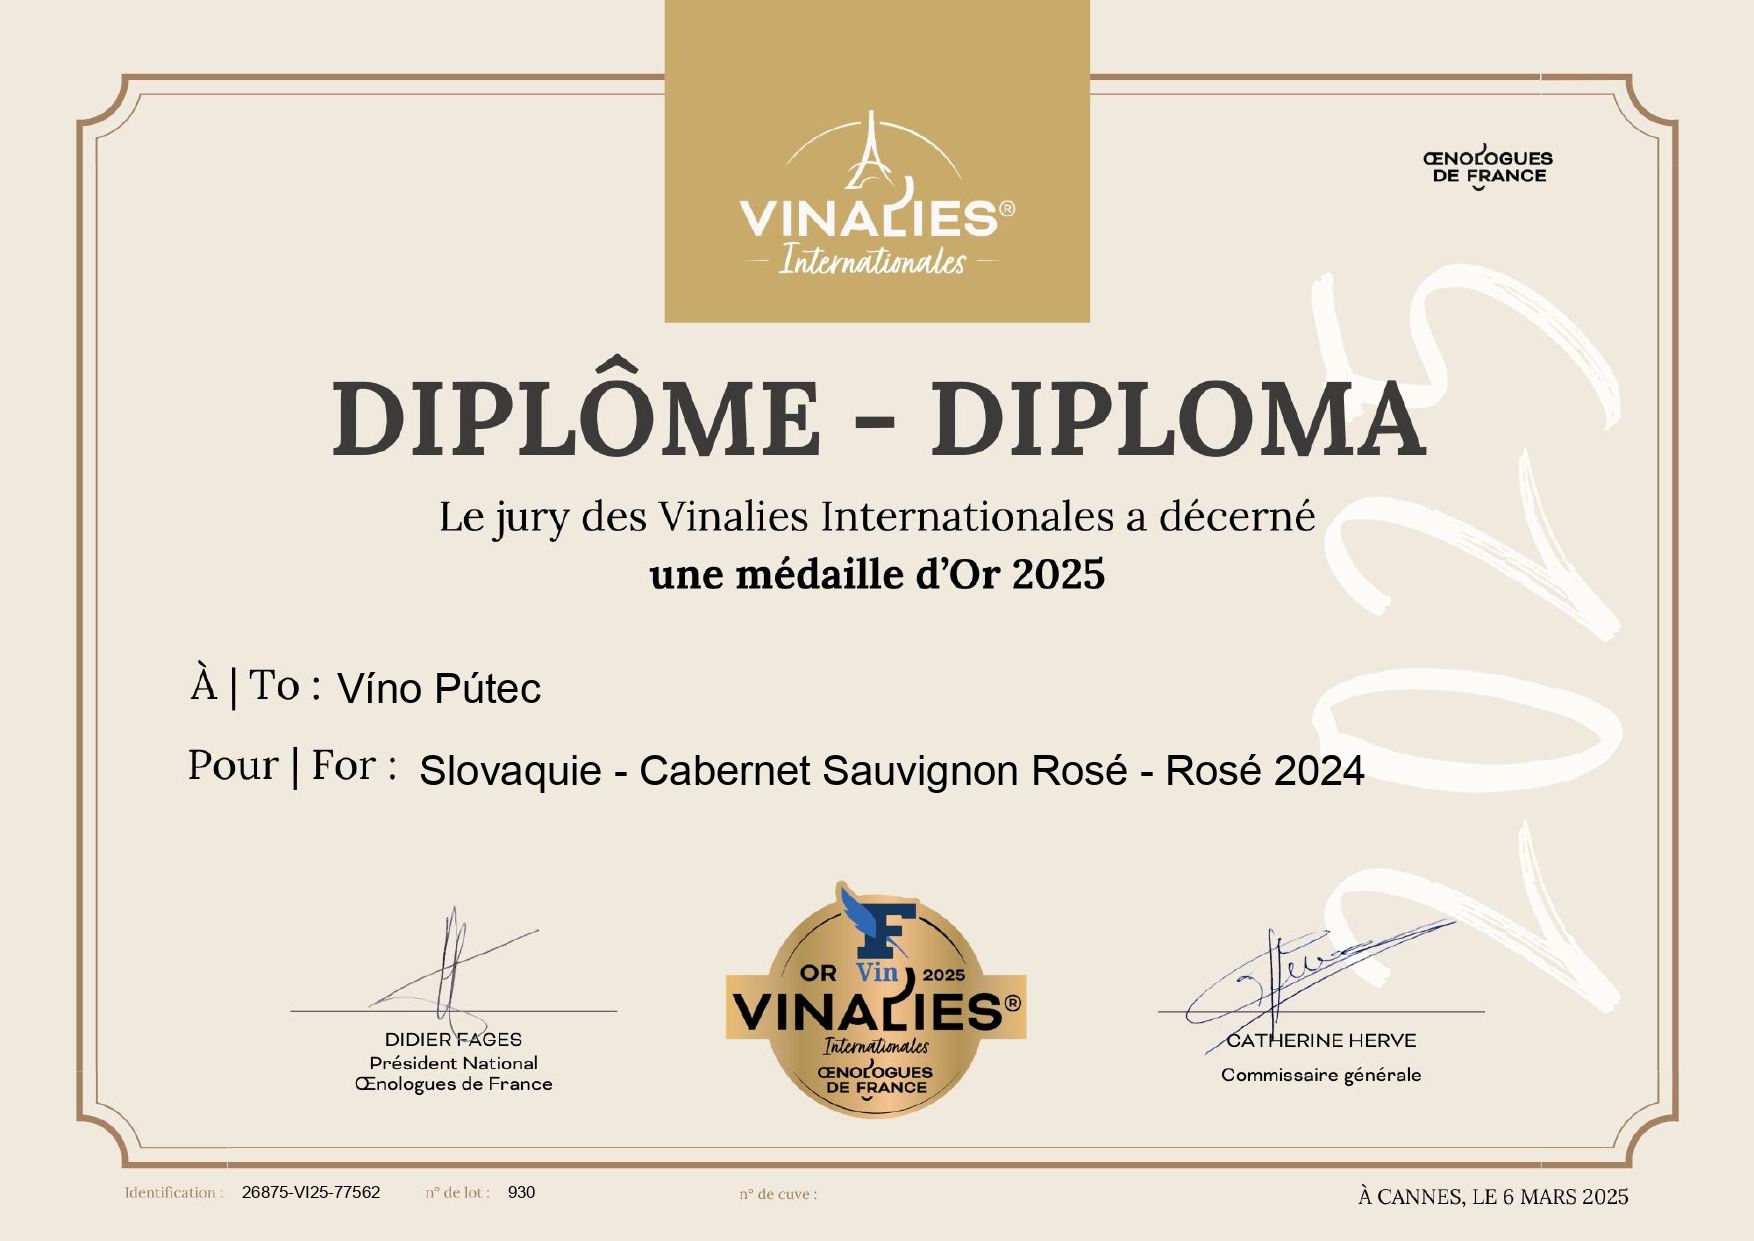 VINALIES®
Internationales
ŒNOLOGUES
DE FRANCE
2025
DIPLÔME - DIPLOMA
Le jury des Vinalies Internationales a décerné
une médaille d’Or 2025
À | To : Víno Pútec
Pour | For : Slovaquie - Cabernet Sauvignon Rosé - Rosé 2024
DIDIER FAGES
Président National
Œnologues de France
F
OR Vin 2025
VINALIES®
Internationales
ŒNOLOGUES
DE FRANCE
CATHERINE HERVE
Commissaire générale
Identification : 26875-VI25-77562 n° de lot : 930 n° de cuve :
À CANNES, LE 6 MARS 2025